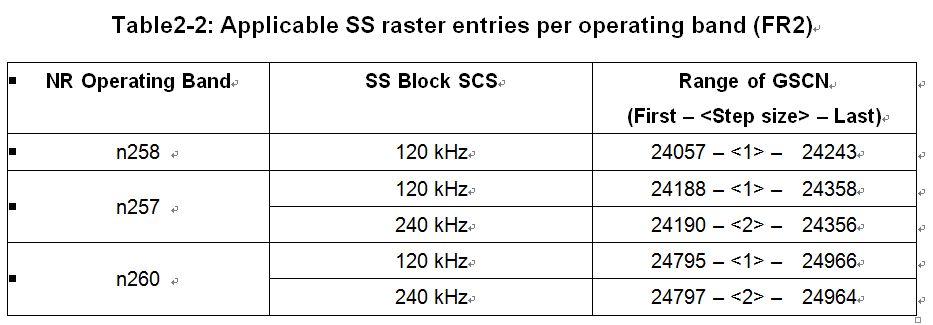 Table2-2: Applicable SS raster entries per operating band (FR2)
NR Operating Band SS Block SCS Range of GSCN
(First – <Step size> – Last)
n258 120 kHz 24057 – <1> – 24243
n257 120 kHz 24188 – <1> – 24358
240 kHz 24190 – <2> – 24356
n260 120 kHz 24795 – <1> – 24966
240 kHz 24797 – <2> – 24964